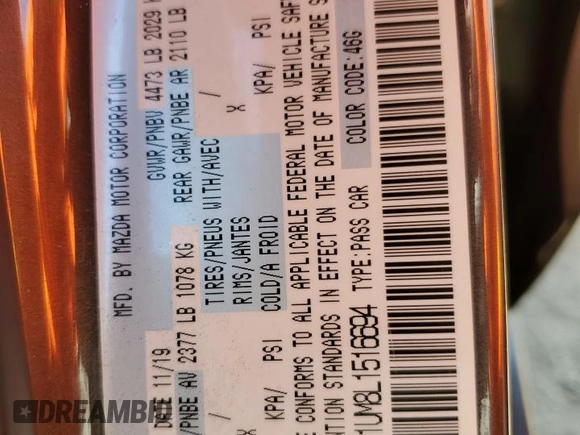 MFD. BY MAZDA MOTOR CORPORATION
DATE 11/19 GVWR/PNBV 4473 LB 2029
/PNBE AV 2377 LB 1078 KG REAR GAWR/PNBE AR 2110 LB
TIRES/PNEUS WITH/AVEC /
X RIMS/JANTES X
KPA/ PSI COLD/A FROID KPA/ PSI
CONFORMS TO ALL APPLICABLE FEDERAL MOTOR VEHICLE SAF
STANDARDS IN EFFECT ON THE DATE OF MANUFACTURE S
1UM8L1516694 TYPE:PASS CAR COLOR CODE:46G
DREAMBI